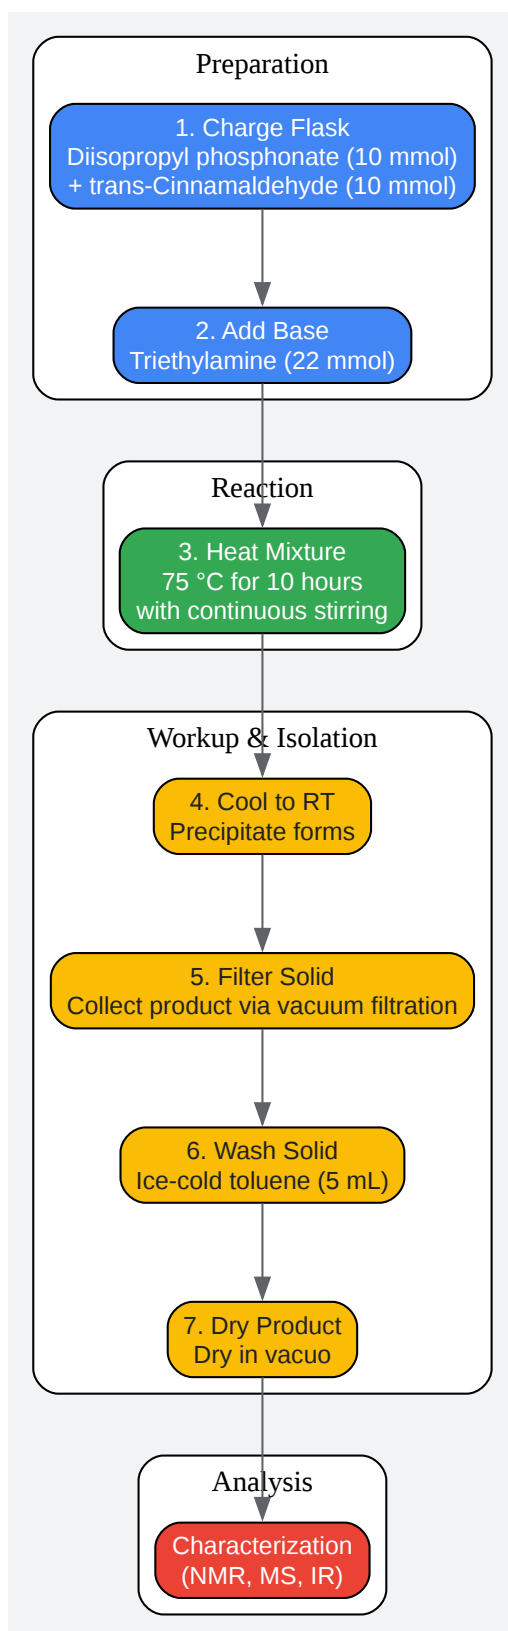 Preparation
1. Charge Flask
Diisopropyl phosphonate (10 mmol)
+ trans-Cinnamaldehyde (10 mmol)
2. Add Base
Triethylamine (22 mmol)
Reaction
3. Heat Mixture
75 °C for 10 hours
with continuous stirring
Workup & Isolation
4. Cool to RT
Precipitate forms
5. Filter Solid
Collect product via vacuum filtration
6. Wash Solid
Ice-cold toluene (5 mL)
7. Dry Product
Dry in vacuo
Analysis
Characterization
(NMR, MS, IR)